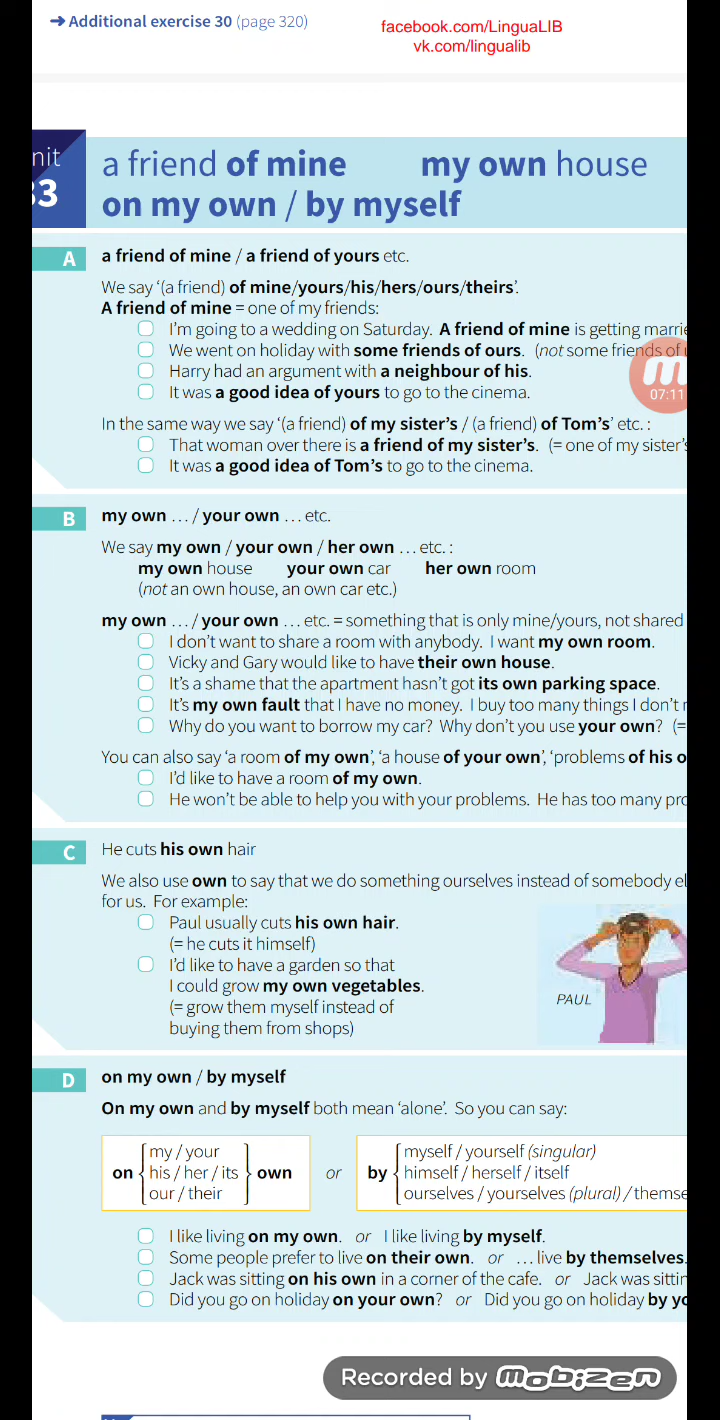 ➜ Additional exercise 30 (page 320)
facebook.com/LinguaLIB
vk.com/lingualib
nit
33
a friend of mine my own house
on my own / by myself
A
a friend of mine / a friend of yours etc.
We say ‘(a friend) of mine/yours/his/hers/ours/theirs’.
A friend of mine = one of my friends:
I’m going to a wedding on Saturday. A friend of mine is getting marrie
We went on holiday with some friends of ours. (not some friends of
07:11
Harry had an argument with a neighbour of his.
It was a good idea of yours to go to the cinema.
In the same way we say ‘(a friend) of my sister’s / (a friend) of Tom’s’ etc. :
That woman over there is a friend of my sister’s. (= one of my sister’s
It was a good idea of Tom’s to go to the cinema.
B
my own … / your own … etc.
We say my own / your own / her own … etc. :
my own house your own car her own room
(not an own house, an own car etc.)
my own … / your own … etc. = something that is only mine/yours, not shared
I don’t want to share a room with anybody. I want my own room.
Vicky and Gary would like to have their own house.
It’s a shame that the apartment hasn’t got its own parking space.
It’s my own fault that I have no money. I buy too many things I don’t
Why do you want to borrow my car? Why don’t you use your own? (=
You can also say ‘a room of my own’, ‘a house of your own’, ‘problems of his o
I’d like to have a room of my own.
He won’t be able to help you with your problems. He has too many pro
C
He cuts his own hair
We also use own to say that we do something ourselves instead of somebody el
for us. For example:
Paul usually cuts his own hair.
(= he cuts it himself)
I’d like to have a garden so that
I could grow my own vegetables.
(= grow them myself instead of
buying them from shops)
PAUL
D
on my own / by myself
On my own and by myself both mean ‘alone’. So you can say:
on my / your his / her / its our / their own or by myself / yourself (singular)
himself / herself / itself
ourselves / yourselves (plural) / themse
I like living on my own. or I like living by myself.
Some people prefer to live on their own. or … live by themselves.
Jack was sitting on his own in a corner of the cafe. or Jack was sittin
Did you go on holiday on your own? or Did you go on holiday by yo
Recorded by mobizen